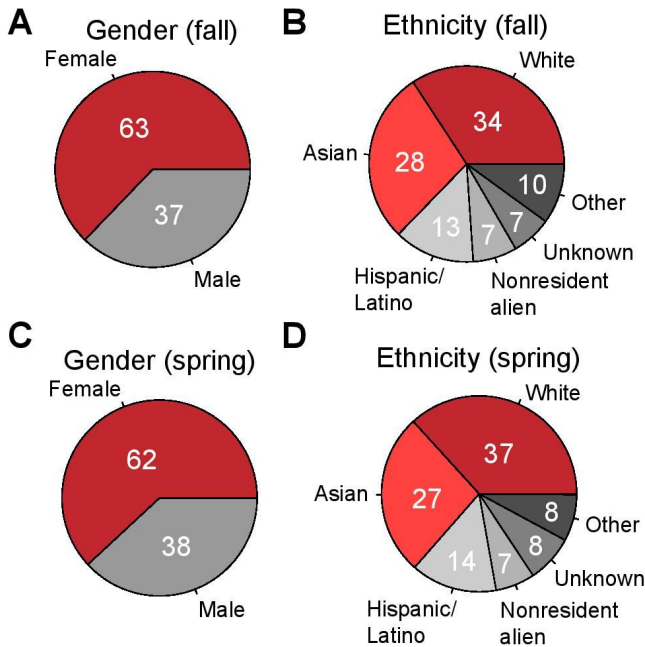 A
Gender (fall)
Female
63
37
Male
B
Ethnicity (fall)
White
34
Asian
28
10
13
7
7
Other
Unknown
Hispanic/
Latino
Nonresident
alien
C
Gender (spring)
Female
62
38
Male
D
Ethnicity (spring)
White
37
Asian
27
8
8
14
7
Other
Unknown
Hispanic/
Latino
Nonresident
alien